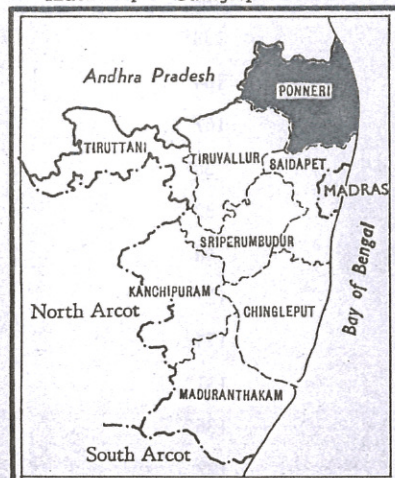 Andhra Pradesh
PONNERI
TIRUTTANI
TIRUVALLUR
SAIDAPET
MADRAS
SRIPERUMBUDUR
KANCHIPURAM
North Arcot
CHINGLEPUT
Bay of Bengal
MADURANTHAKAM
South Arcot